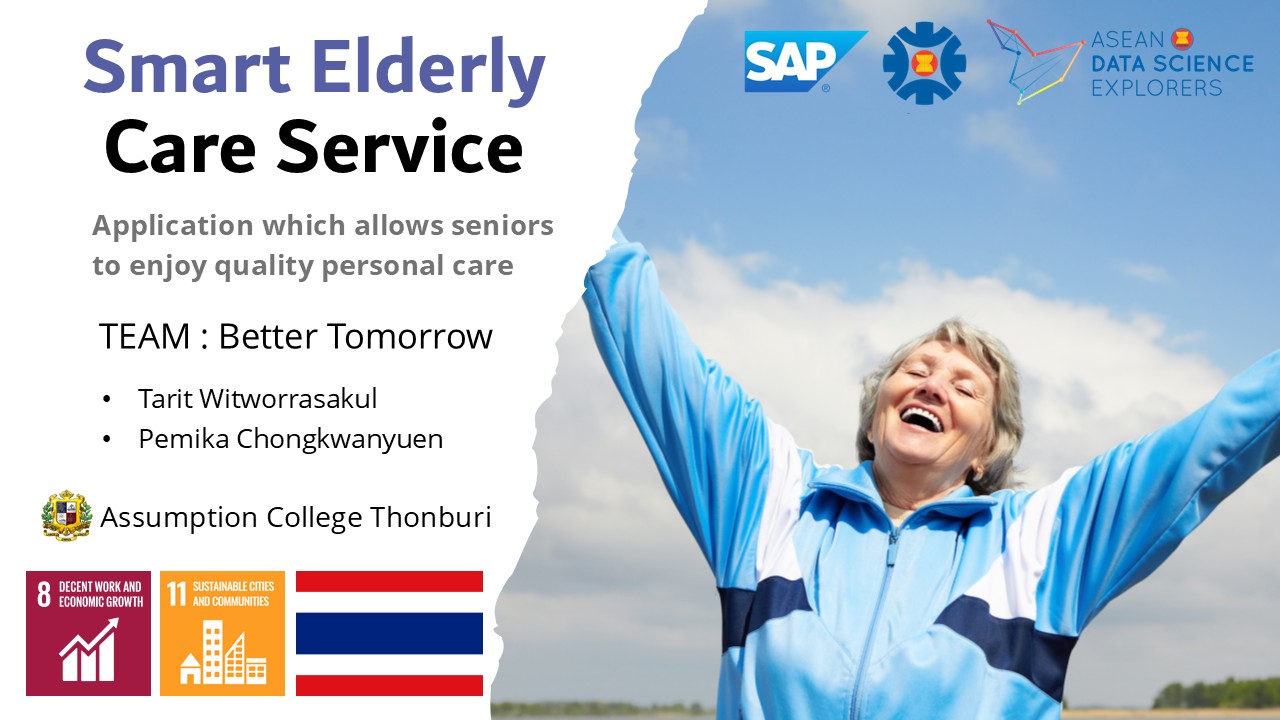 Smart Elderly
Care Service
Application which allows seniors
to enjoy quality personal care
TEAM : Better Tomorrow
• Tarit Witworrasakul
• Pemika Chongkwanyuen
Assumption College Thonburi
8 DECENT WORK AND
ECONOMIC GROWTH
11 SUSTAINABLE CITIES
AND COMMUNITIES
SAP®
ASEAN
DATA SCIENCE
EXPLORERS